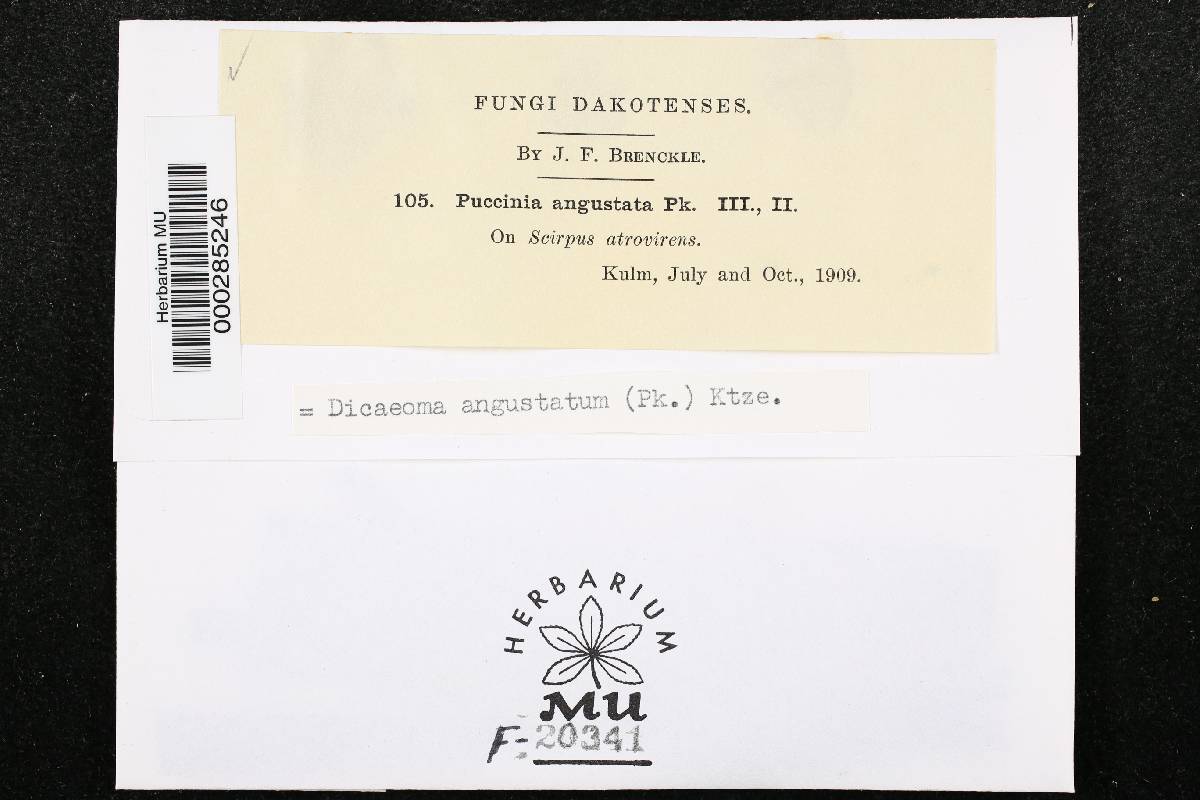 FUNGI DAKOTENSES.
By J. F. Brenckle.
105. Puccinia angustata Pk. III., II.
On Scirpus atrovirens.
Kulm, July and Oct., 1909.
Herbarium MU
000285246
= Dicaeoma angustatum (Pk.) Ktze.
HERBARIUM
MU
F- 20341